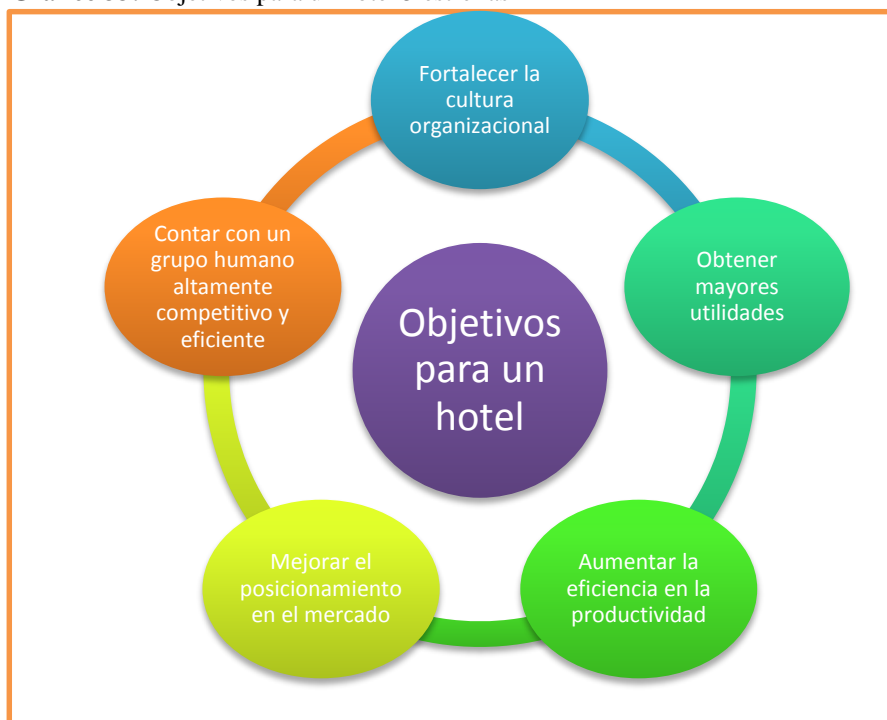 Fortalecer la
cultura
organizacional
Obtener
mayores
utilidades
Aumentar la
eficiencia en la
productividad
Mejorar el
posicionamiento
en el mercado
Contar con un
grupo humano
altamente
competitivo y
eficiente
Objetivos
para un
hotel